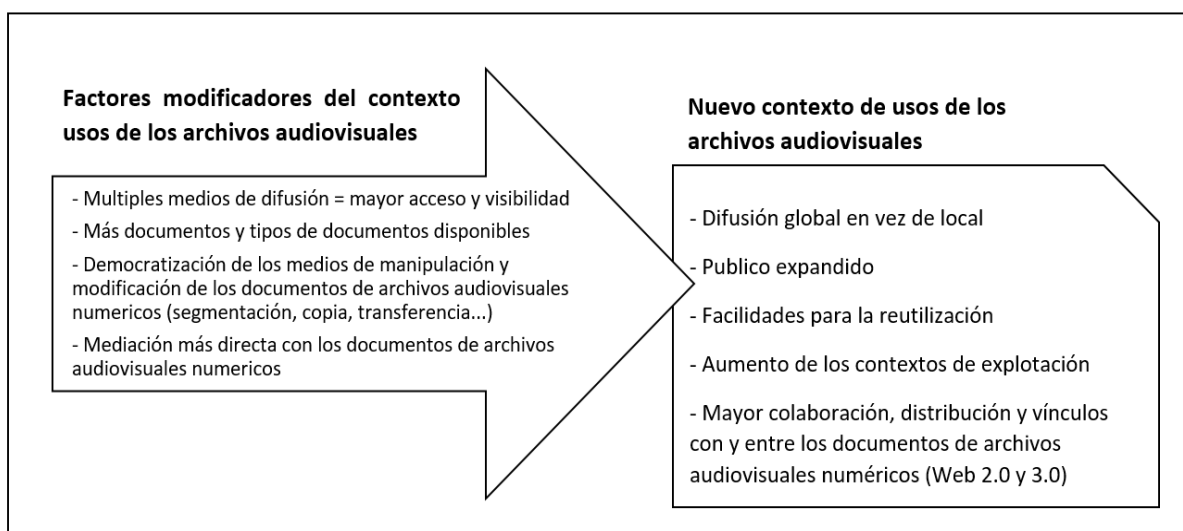 Factores modificadores del contexto
usos de los archivos audiovisuales
- Multiples medios de difusión = mayor acceso y visibilidad
- Más documentos y tipos de documentos disponibles
- Democratización de los medios de manipulación y
modificación de los documentos de archivos audiovisuales
numericos (segmentación, copia, transferencia...)
- Mediación más directa con los documentos de archivos
audiovisuales numericos
Nuevo contexto de usos de los
archivos audiovisuales
- Difusión global en vez de local
- Publico expandido
- Facilidades para la reutilización
- Aumento de los contextos de explotación
- Mayor colaboración, distribución y vínculos
con y entre los documentos de archivos
audiovisuales numéricos (Web 2.0 y 3.0)